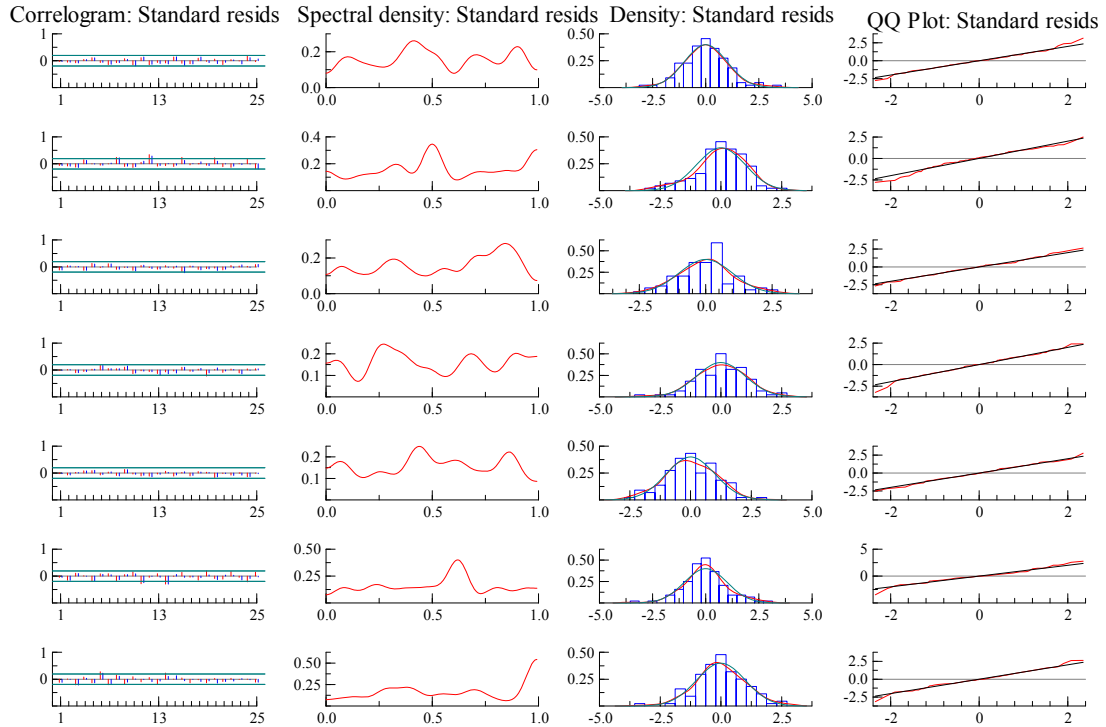 Correlogram: Standard resids Spectral density: Standard resids Density: Standard resids QQ Plot: Standard resids
1 0.2 0.50 2.5
0 0.25 0.0
0.0 -2.5
1 13 25 0.0 0.5 1.0 -5.0 -2.5 0.0 2.5 5.0 0 2
1 0.4 0.50 2.5
0 0.2 0.25 0.0
-2.5
1 13 25 0.0 0.5 1.0 -5.0 -2.5 0.0 2.5 0 2
1 0.50 2.5
0 0.2 0.25 0.0
0.0 -2.5
1 13 25 0.0 0.5 1.0 -5.0 -2.5 0.0 2.5 0 2
1 0.2 0.50 2.5
0 0.1 0.25 0.0
-2.5
1 13 25 0.0 0.5 1.0 -5.0 -2.5 0.0 2.5 0 2
1 0.50 2.5
0 0.2 0.25 0.0
0.1 -2.5
1 13 25 0.0 0.5 1.0 -2.5 0.0 2.5 5.0 0 2
1 0.50 0.50 5
0 0.25 0.25 0
1 13 25 0.0 0.5 1.0 -5.0 -2.5 0.0 2.5 5.0 0 2
1 0.50 0.50 2.5
0 0.25 0.25 0.0
-2.5
1 13 25 0.0 0.5 1.0 -5.0 -2.5 0.0 2.5 0 2